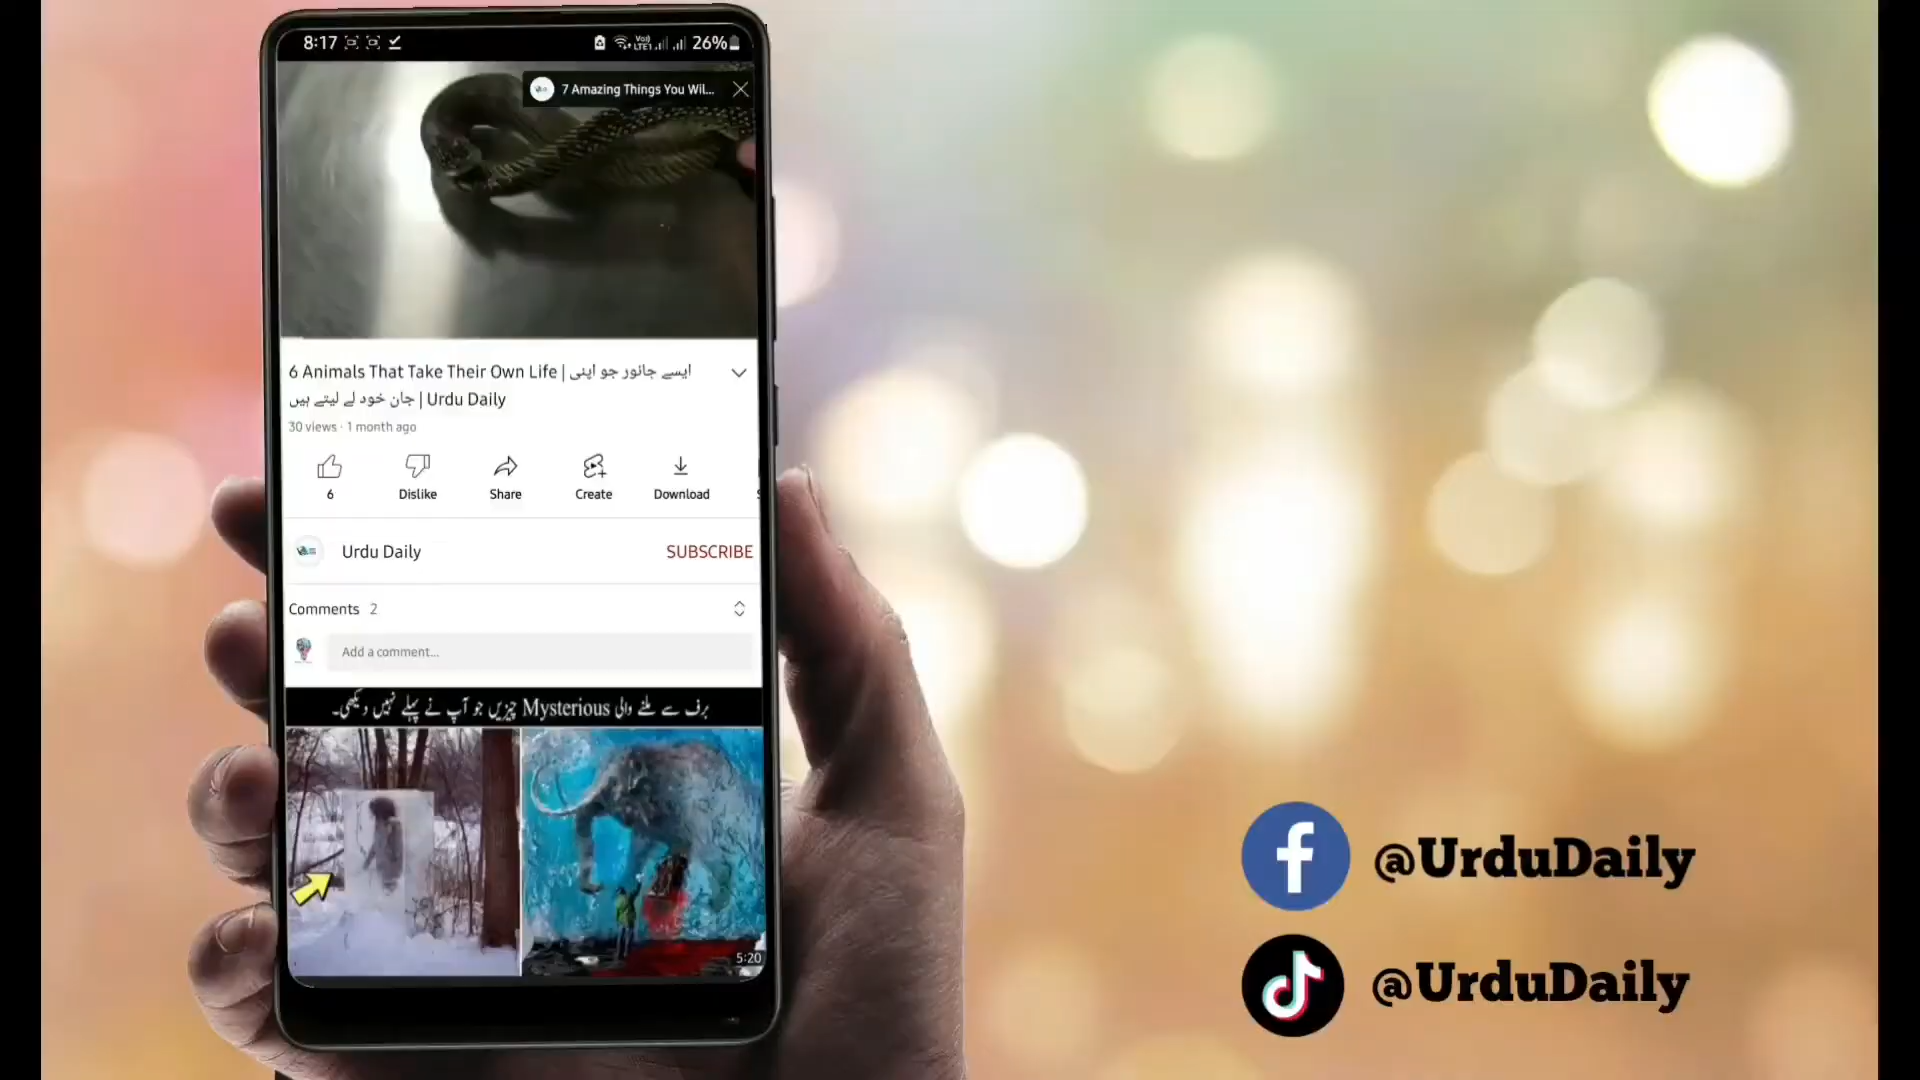 8:17
26%
7 Amazing Things You Wil...
6 Animals That Take Their Own Life | ایسے جانور جو اپنی
جان خود لے لیتے ہیں | Urdu Daily
30 views · 1 month ago
6
Dislike
Share
Create
Download
Urdu Daily
SUBSCRIBE
Comments 2
Add a comment...
برف سے ملنے والی Mysterious چیزیں جو آپ نے پہلے نہیں دیکھی۔
5:20
@UrduDaily
@UrduDaily